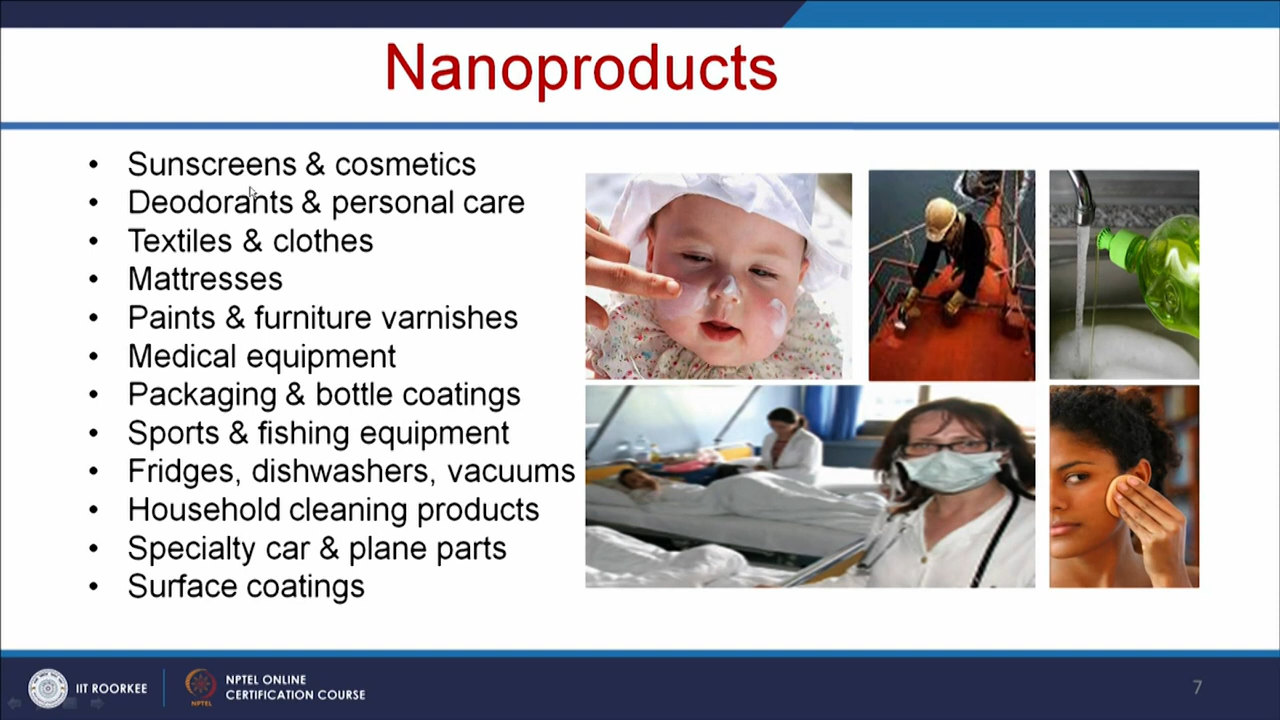 Nanoproducts
• Sunscreens & cosmetics
• Deodorants & personal care
• Textiles & clothes
• Mattresses
• Paints & furniture varnishes
• Medical equipment
• Packaging & bottle coatings
• Sports & fishing equipment
• Fridges, dishwashers, vacuums
• Household cleaning products
• Specialty car & plane parts
• Surface coatings
IIT ROORKEE
NPTEL
NPTEL ONLINE
CERTIFICATION COURSE
7